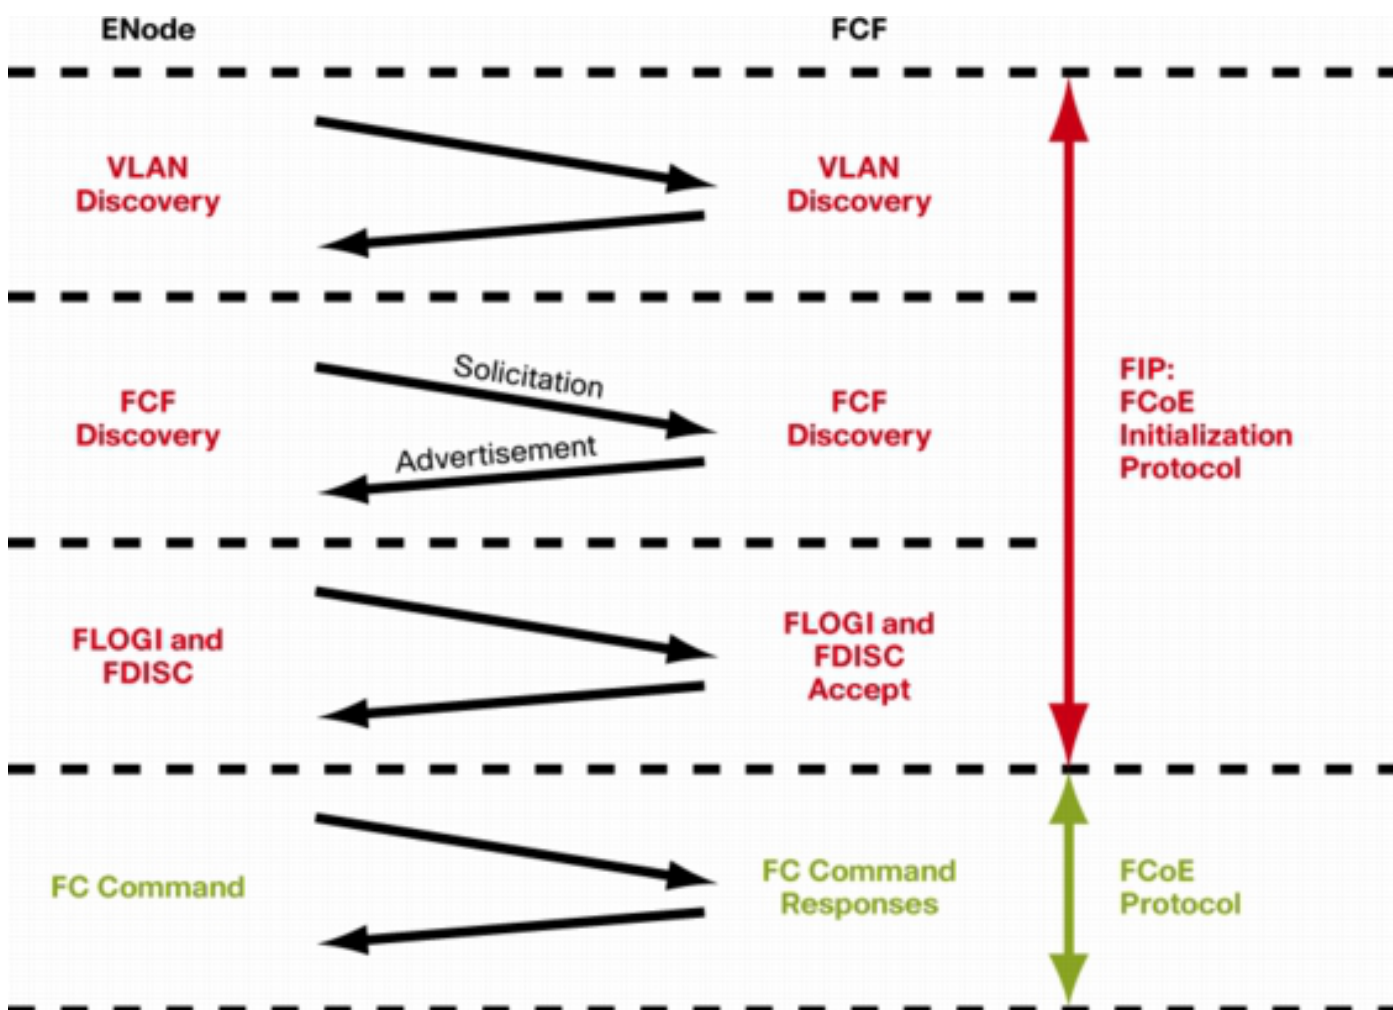 ENode
FCF
VLAN
Discovery
VLAN
Discovery
FCF
Discovery
Solicitation
Advertisement
FCF
Discovery
FIP:
FCoE
Initialization
Protocol
FLOGI and
FDISC
FLOGI and
FDISC
Accept
FC Command
FC Command
Responses
FCoE
Protocol